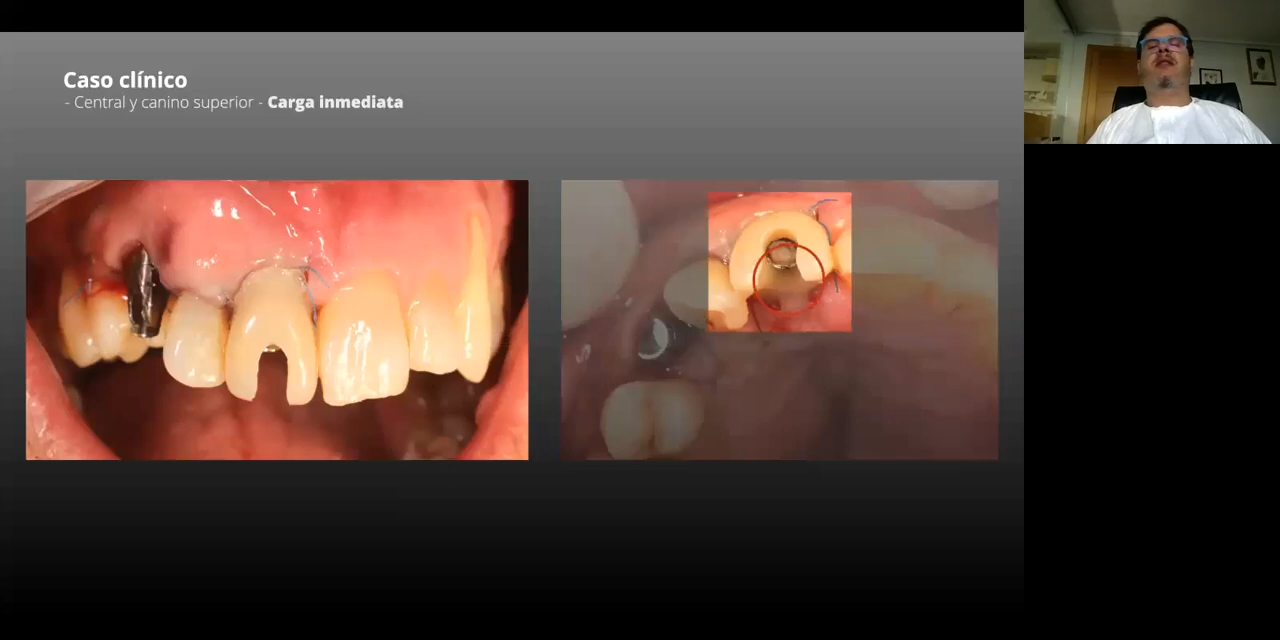 Caso clínico
- Central y canino superior - Carga inmediata